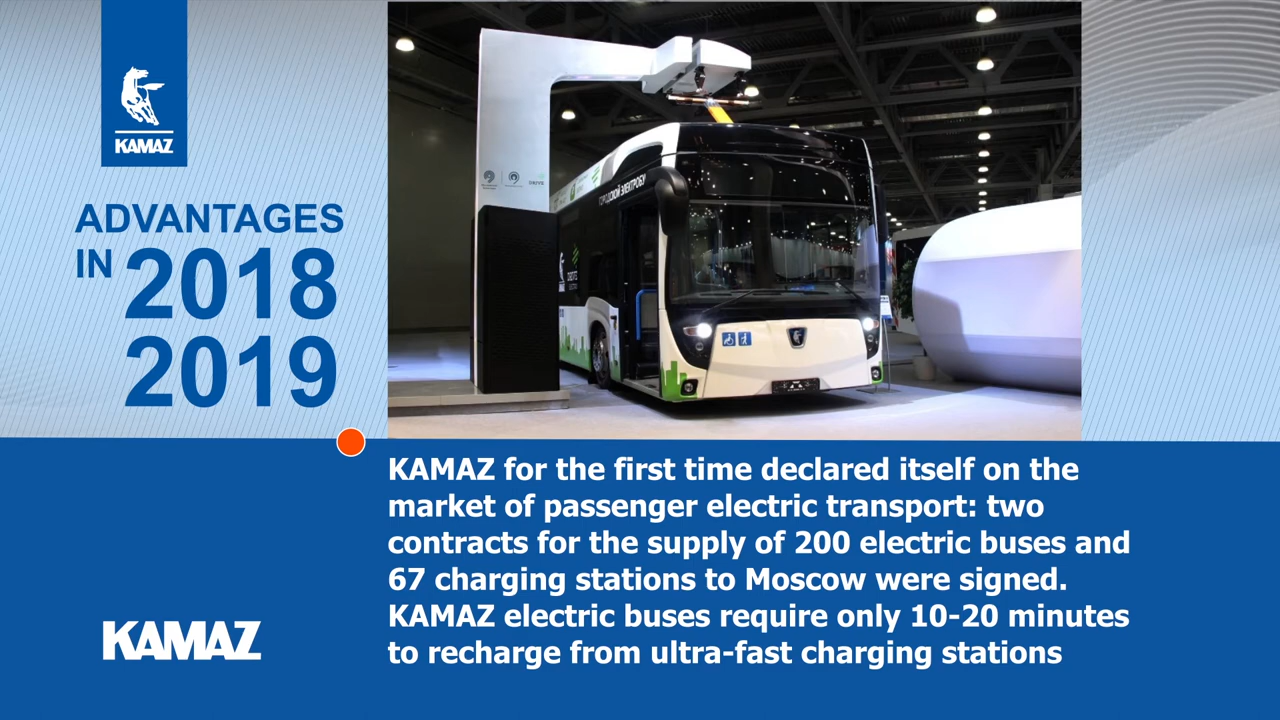 KAMAZ
ADVANTAGES
IN 2018
2019
ГОРОДСКОЙ ЭЛЕКТРОБУ
KAMAZ for the first time declared itself on the
market of passenger electric transport: two
contracts for the supply of 200 electric buses and
67 charging stations to Moscow were signed.
KAMAZ electric buses require only 10-20 minutes
to recharge from ultra-fast charging stations
KAMAZ